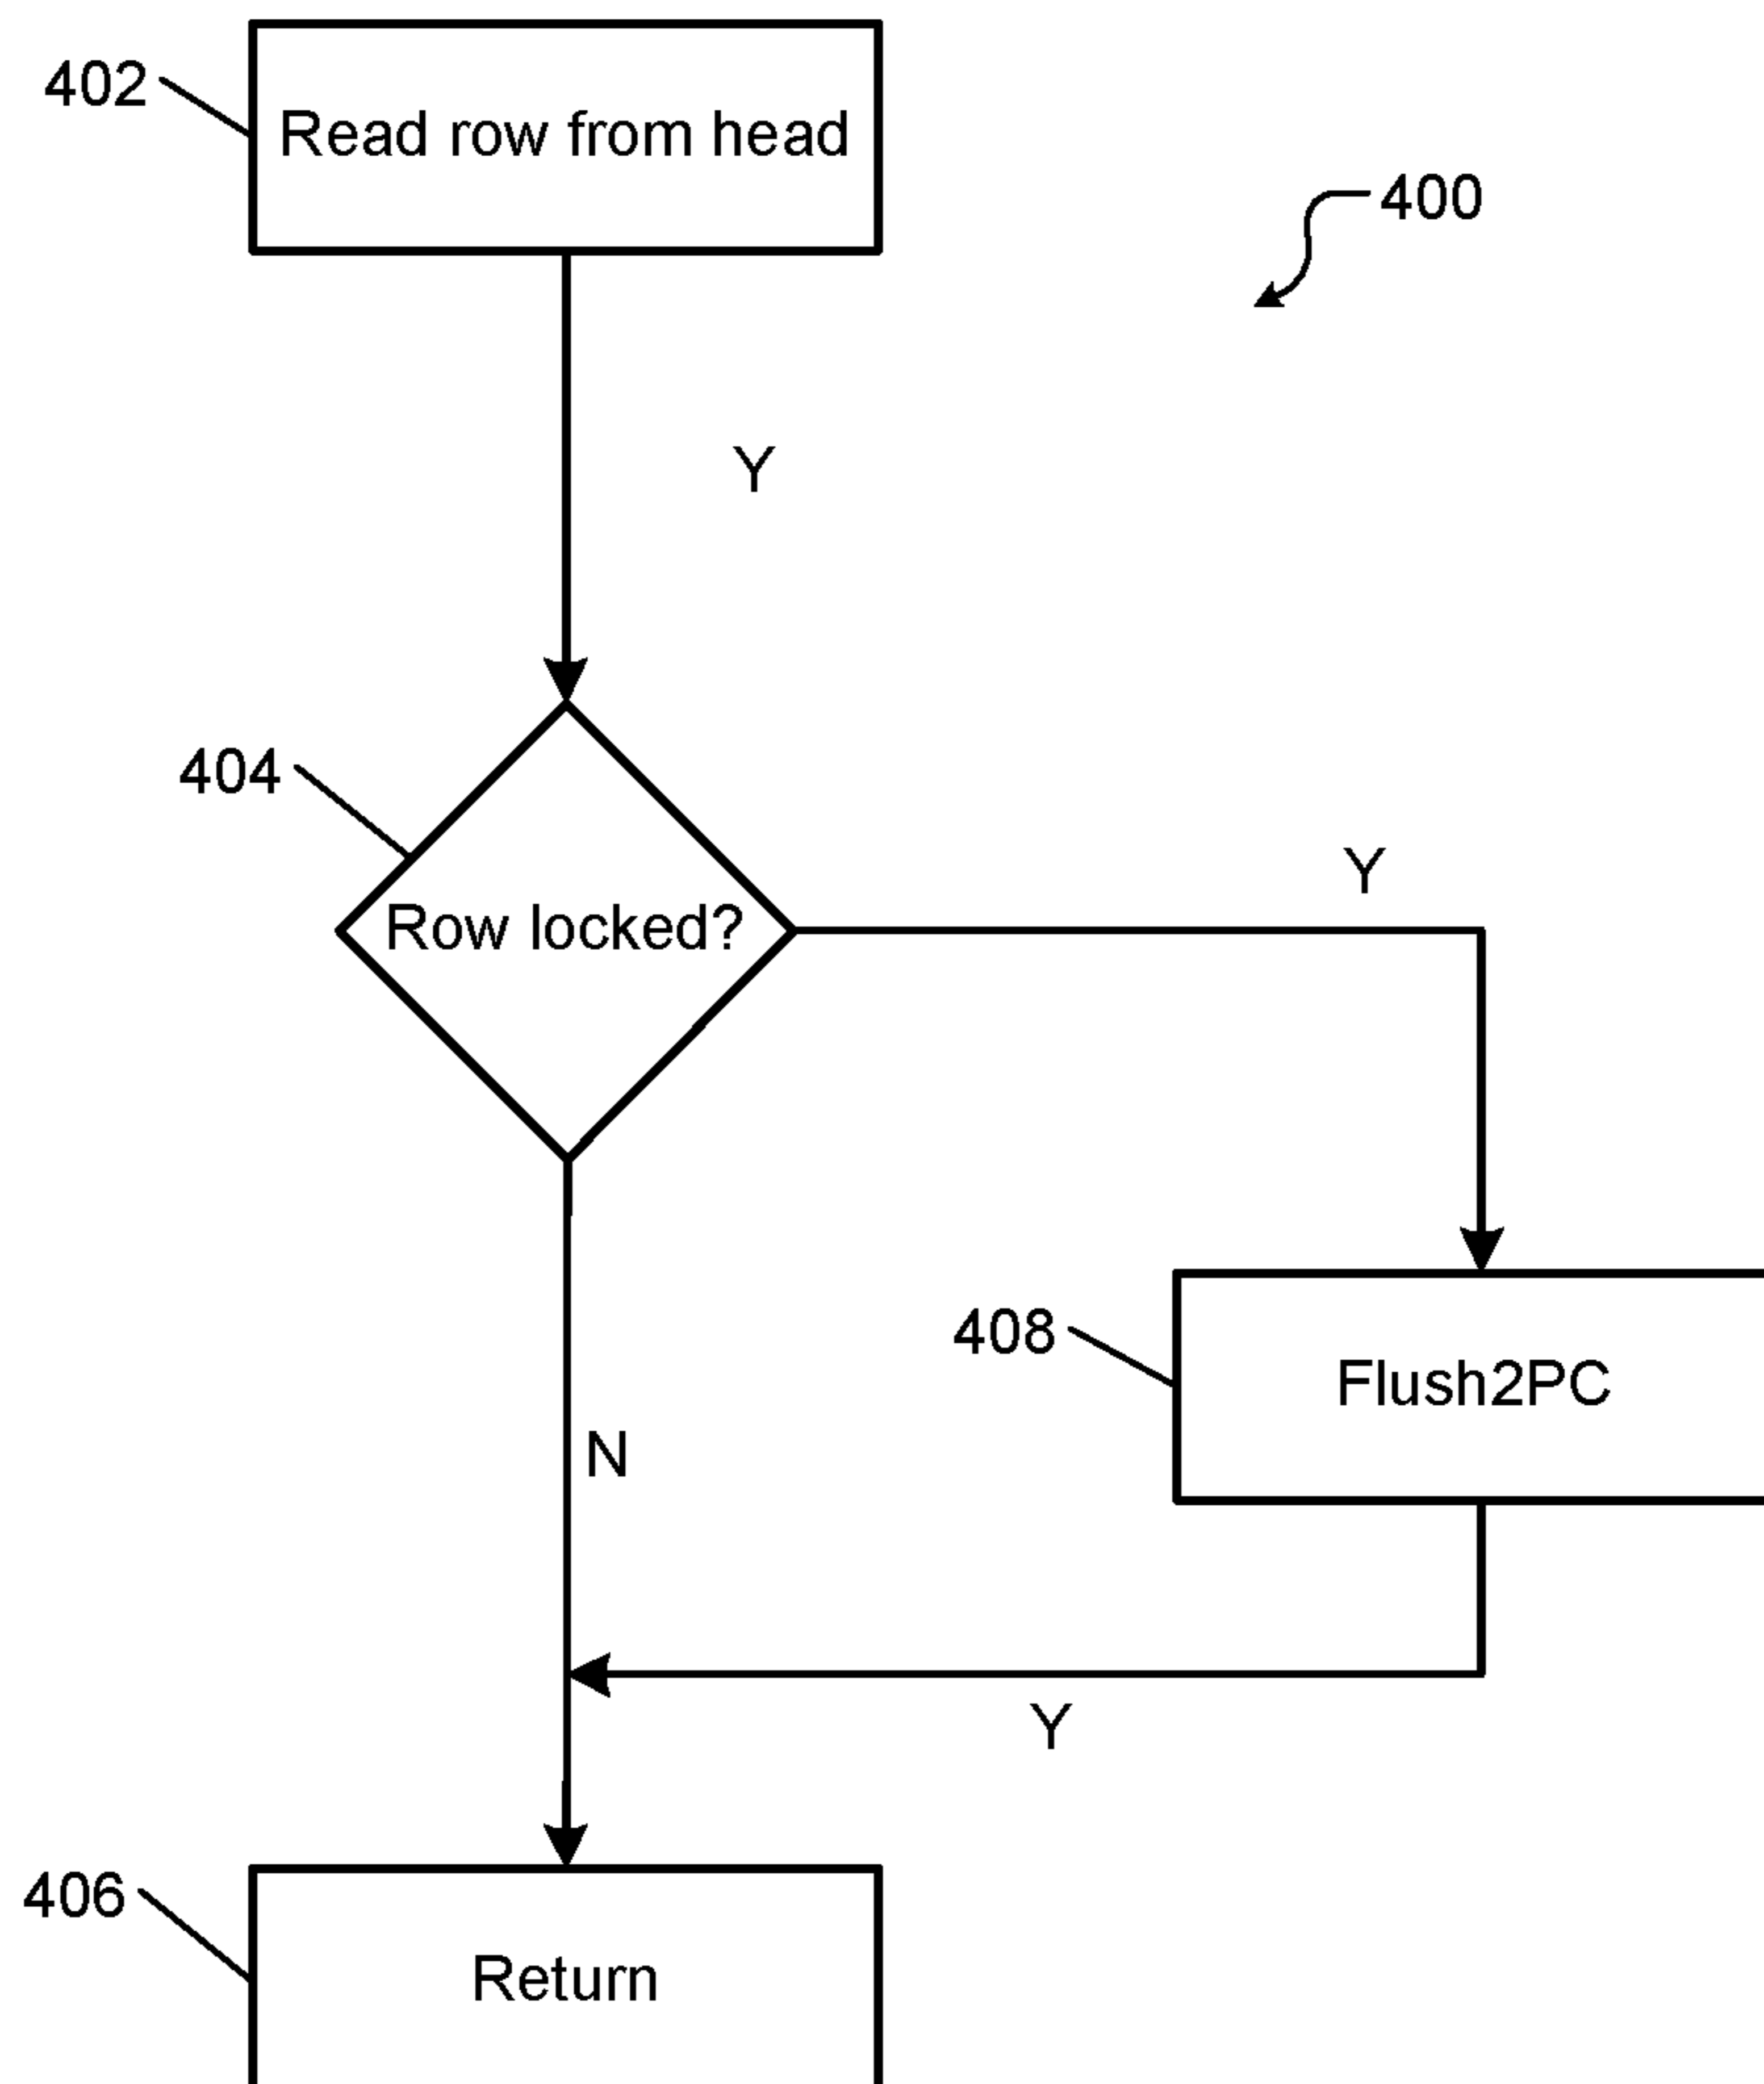 402
Read row from head
400
Y
404
Row locked?
Y
408
Flush2PC
N
Y
406
Return